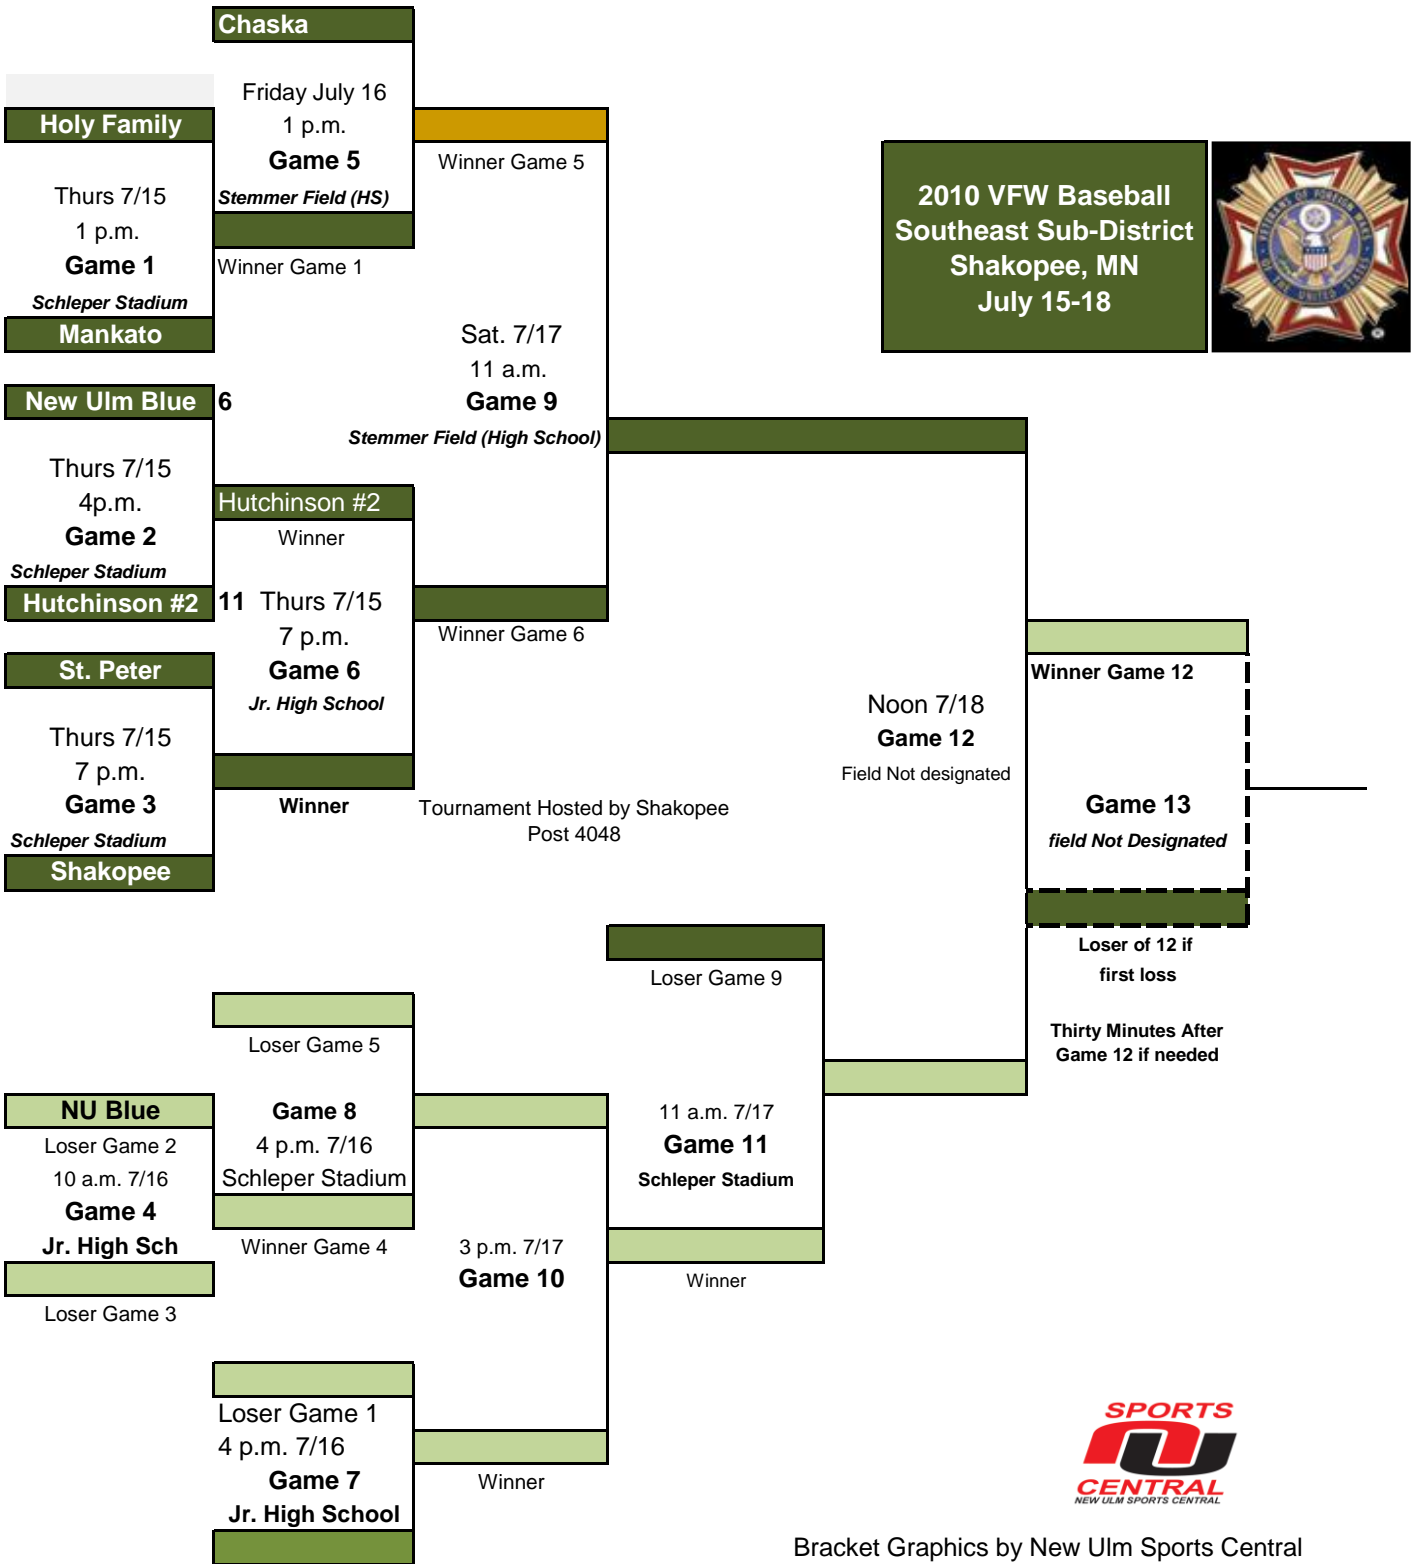 Chaska
Friday July 16
1 p.m.
Game 5
Stemmer Field (HS)
Winner Game 1
Holy Family
Thurs 7/15
1 p.m.
Game 1
Schleper Stadium
Mankato
Winner Game 5
Sat. 7/17
11 a.m.
Game 9
Stemmer Field (High School)
2010 VFW Baseball
Southeast Sub-District
Shakopee, MN
July 15-18
VETERANS OF FOREIGN WARS
OF THE UNITED STATES
®
New Ulm Blue 6
Thurs 7/15
4p.m.
Game 2
Schleper Stadium
Hutchinson #2 11
Hutchinson #2
Winner
Thurs 7/15
7 p.m.
Game 6
Jr. High School
Winner
Winner Game 6
St. Peter
Thurs 7/15
7 p.m.
Game 3
Schleper Stadium
Shakopee
Tournament Hosted by Shakopee
Post 4048
Noon 7/18
Game 12
Field Not designated
Winner Game 12
Game 13
field Not Designated
Loser of 12 if
first loss
Thirty Minutes After
Game 12 if needed
Loser Game 9
11 a.m. 7/17
Game 11
Schleper Stadium
Winner
Loser Game 5
Game 8
4 p.m. 7/16
Schleper Stadium
Winner Game 4
NU Blue
Loser Game 2
10 a.m. 7/16
Game 4
Jr. High Sch
Loser Game 3
3 p.m. 7/17
Game 10
Winner
Loser Game 1
4 p.m. 7/16
Game 7
Jr. High School
SPORTS
NU
CENTRAL
NEW ULM SPORTS CENTRAL
Bracket Graphics by New Ulm Sports Central